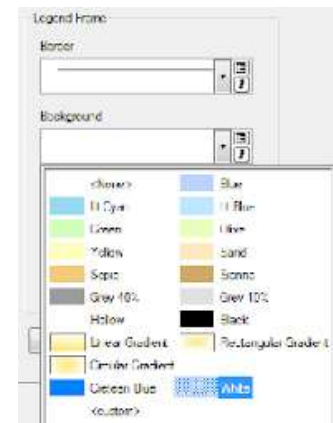 Legend Frame
Border
Background
<None> Blue
Lt Cyan Lt Blue
Green Olive
Yellow Sand
Sepia Sienna
Grey 40% Grey 10%
Hollow Black
Linear Gradient Rectangular Gradient
Circular Gradient
Cretean Blue White
<custom>